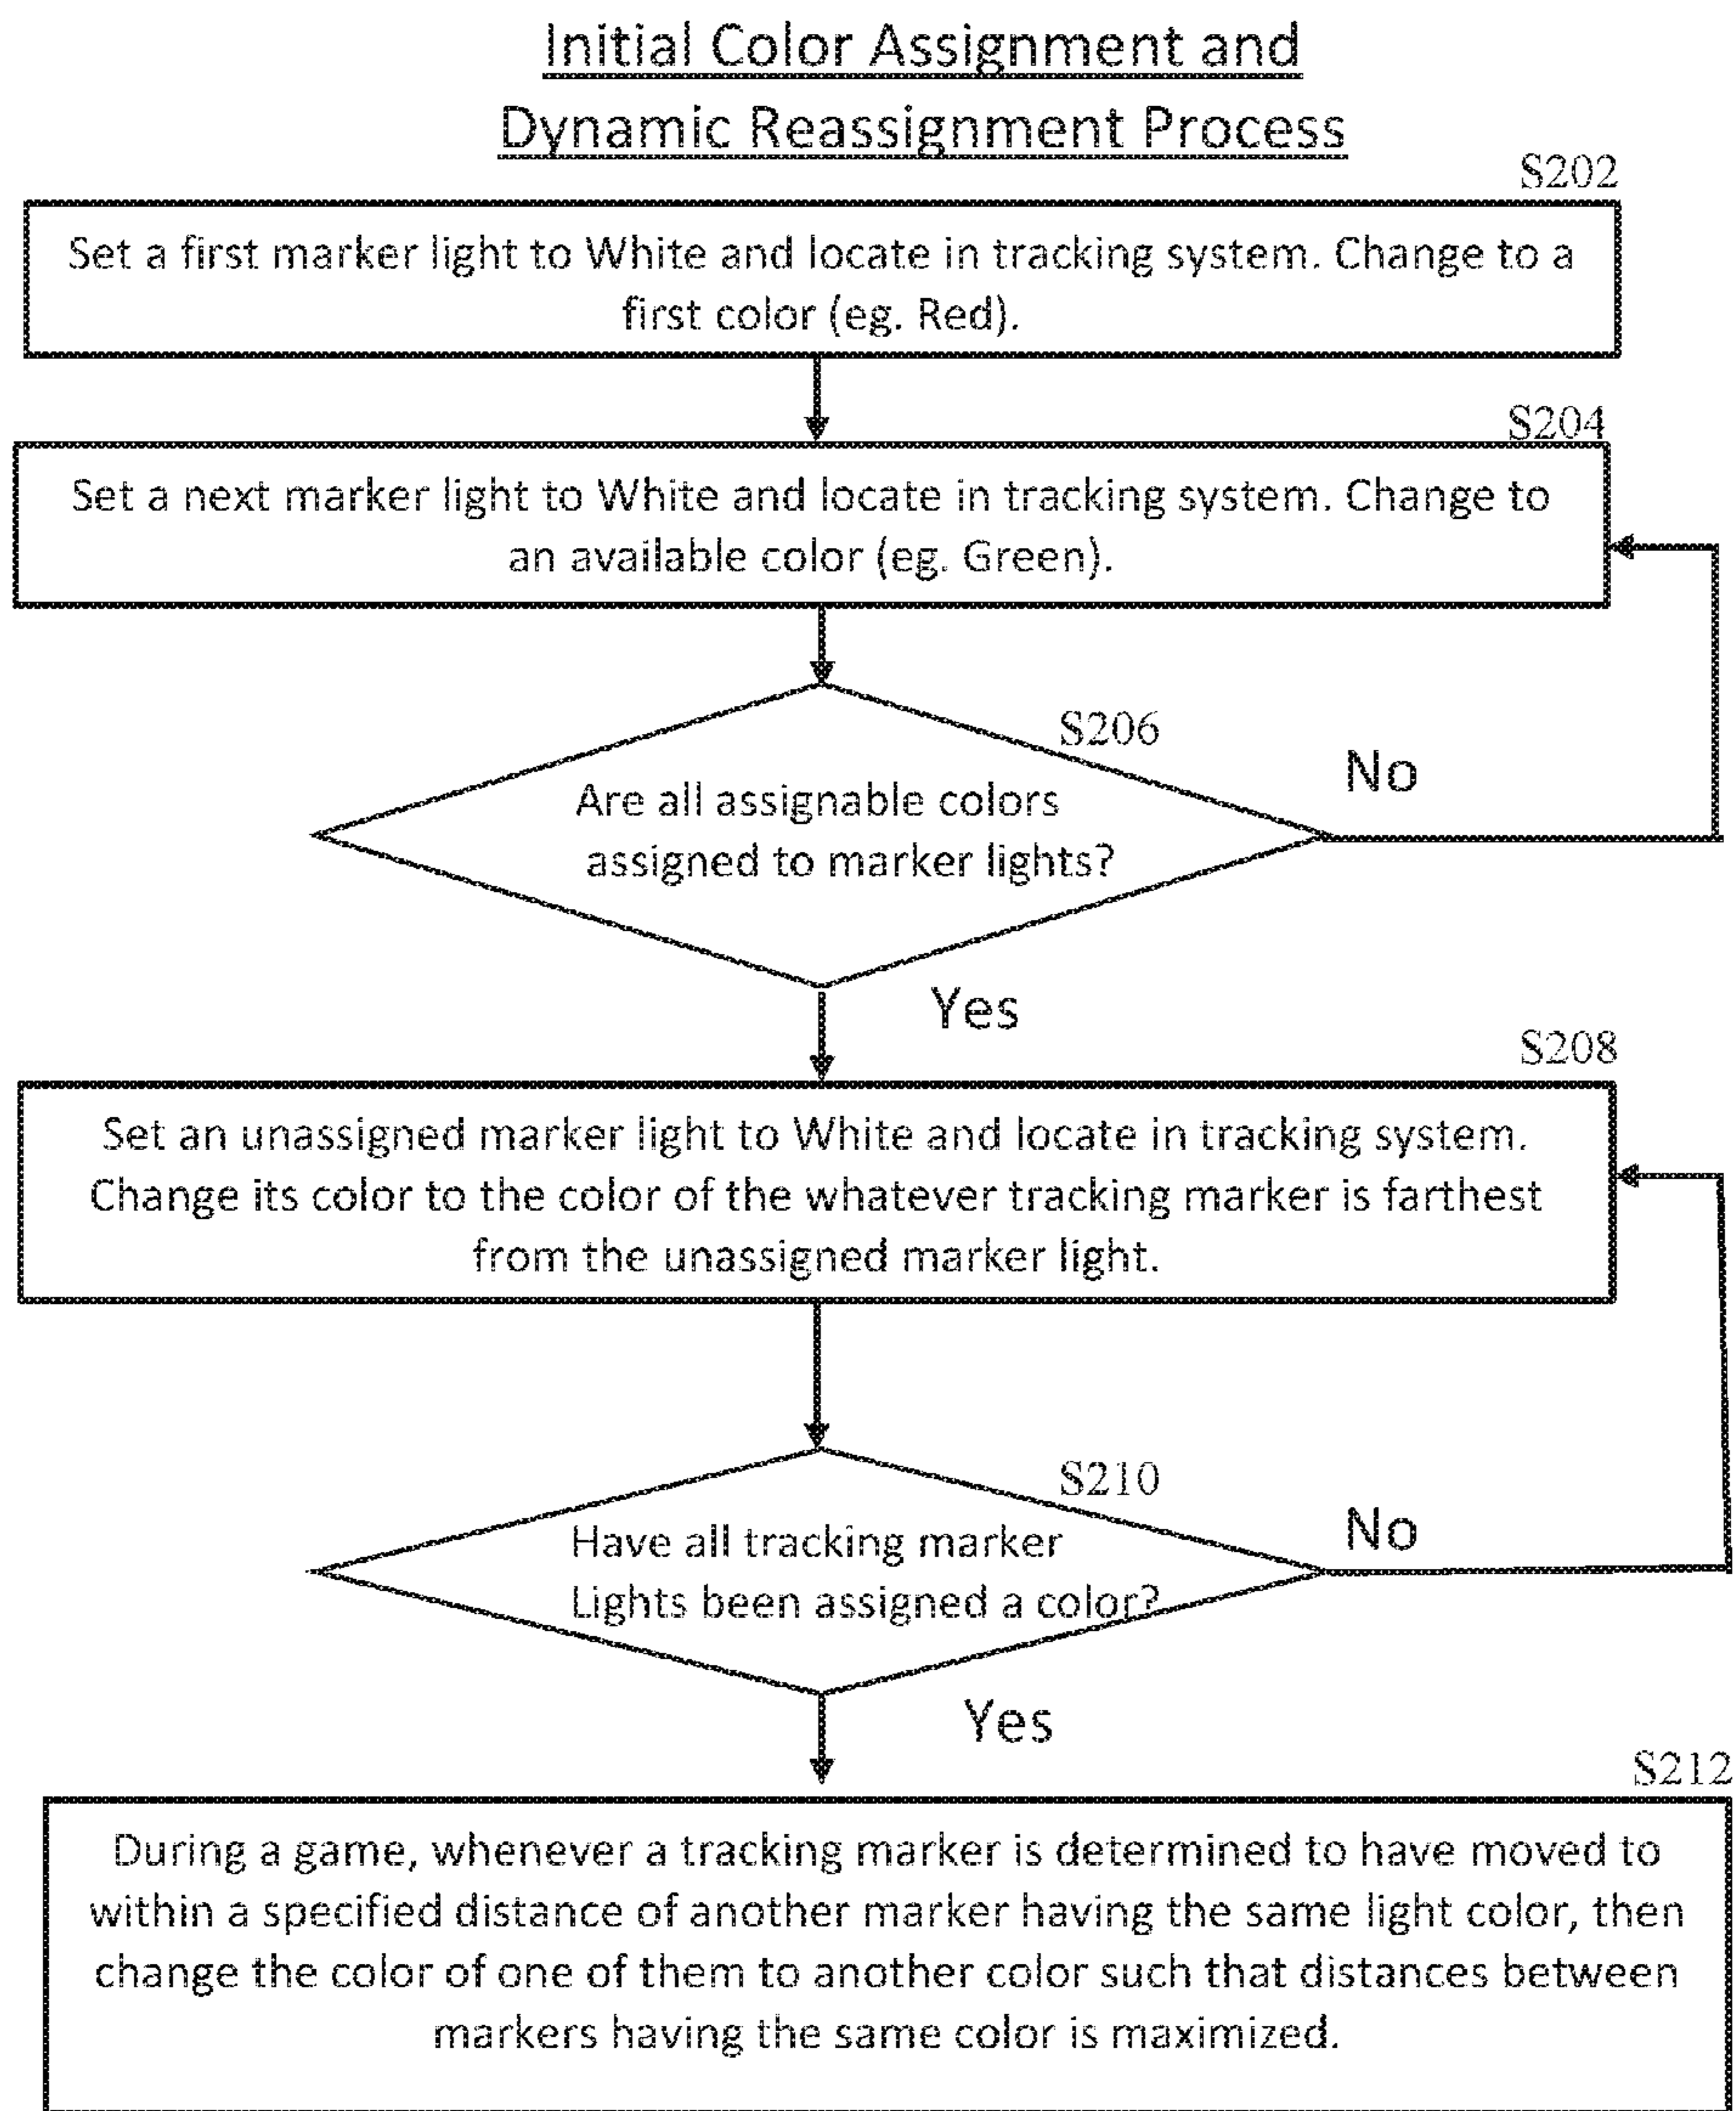 Initial Color Assignment and
Dynamic Reassignment Process
S202
Set a first marker light to White and locate in tracking system. Change to a
first color (eg. Red).
S204
Set a next marker light to White and locate in tracking system. Change to
an available color (eg. Green).
S206
No
Are all assignable colors
assigned to marker lights?
Yes
S208
Set an unassigned marker light to White and locate in tracking system.
Change its color to the color of the whatever tracking marker is farthest
from the unassigned marker light.
S210
No
Have all tracking marker
Lights been assigned a color?
Yes
S212
During a game, whenever a tracking marker is determined to have moved to
within a specified distance of another marker having the same light color, then
change the color of one of them to another color such that distances between
markers having the same color is maximized.